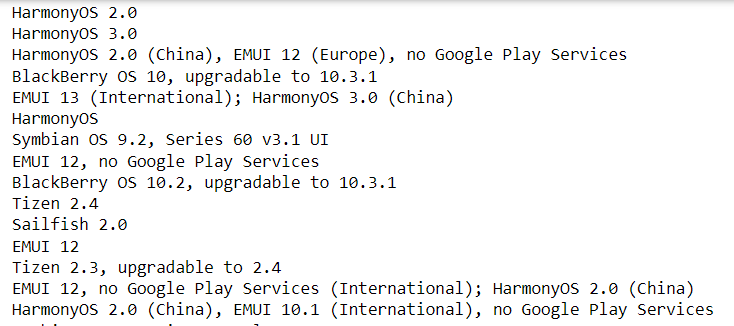 HarmonyOS 2.0
HarmonyOS 3.0
HarmonyOS 2.0 (China), EMUI 12 (Europe), no Google Play Services
BlackBerry OS 10, upgradable to 10.3.1
EMUI 13 (International); HarmonyOS 3.0 (China)
HarmonyOS
Symbian OS 9.2, Series 60 v3.1 UI
EMUI 12, no Google Play Services
BlackBerry OS 10.2, upgradable to 10.3.1
Tizen 2.4
Sailfish 2.0
EMUI 12
Tizen 2.3, upgradable to 2.4
EMUI 12, no Google Play Services (International); HarmonyOS 2.0 (China)
HarmonyOS 2.0 (China), EMUI 10.1 (International), no Google Play Services